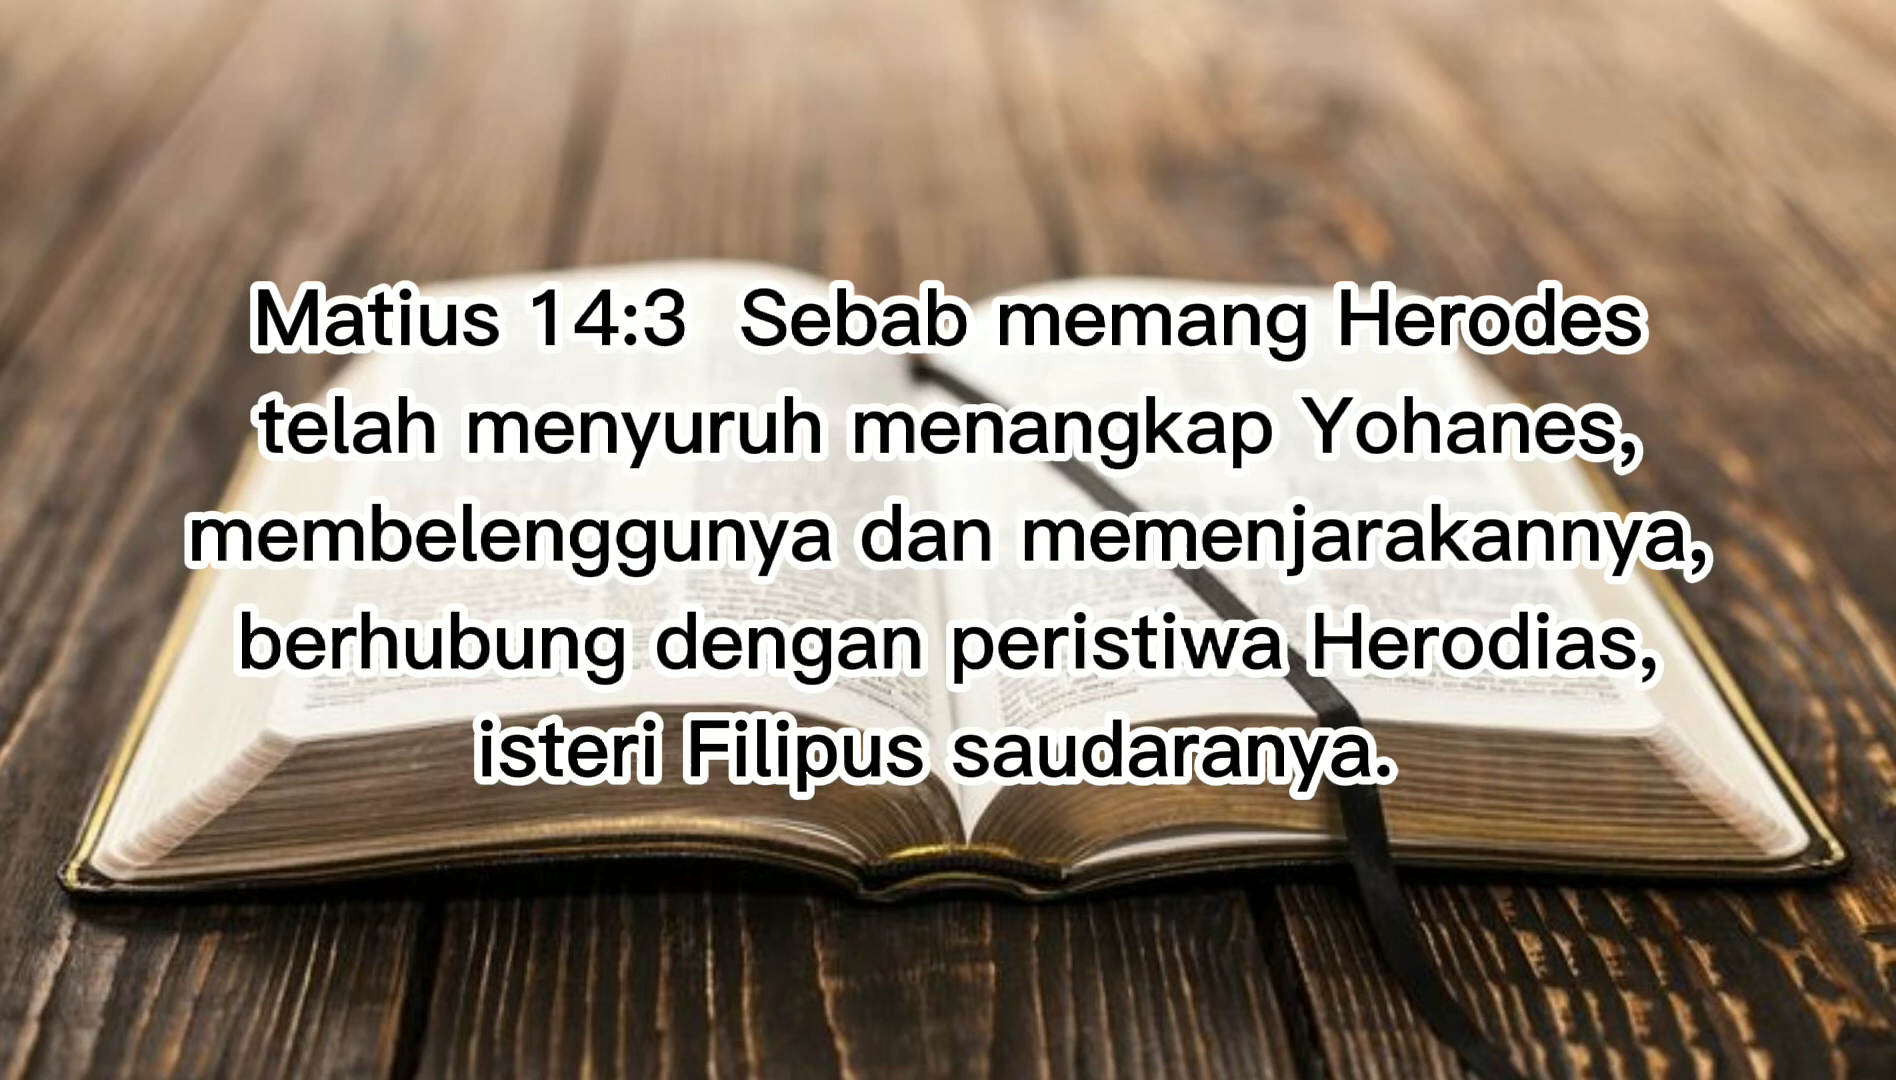 Matius 14:3  Sebab memang Herodes
telah menyuruh menangkap Yohanes,
membelenggunya dan memenjarakannya,
berhubung dengan peristiwa Herodias,
isteri Filipus saudaranya.